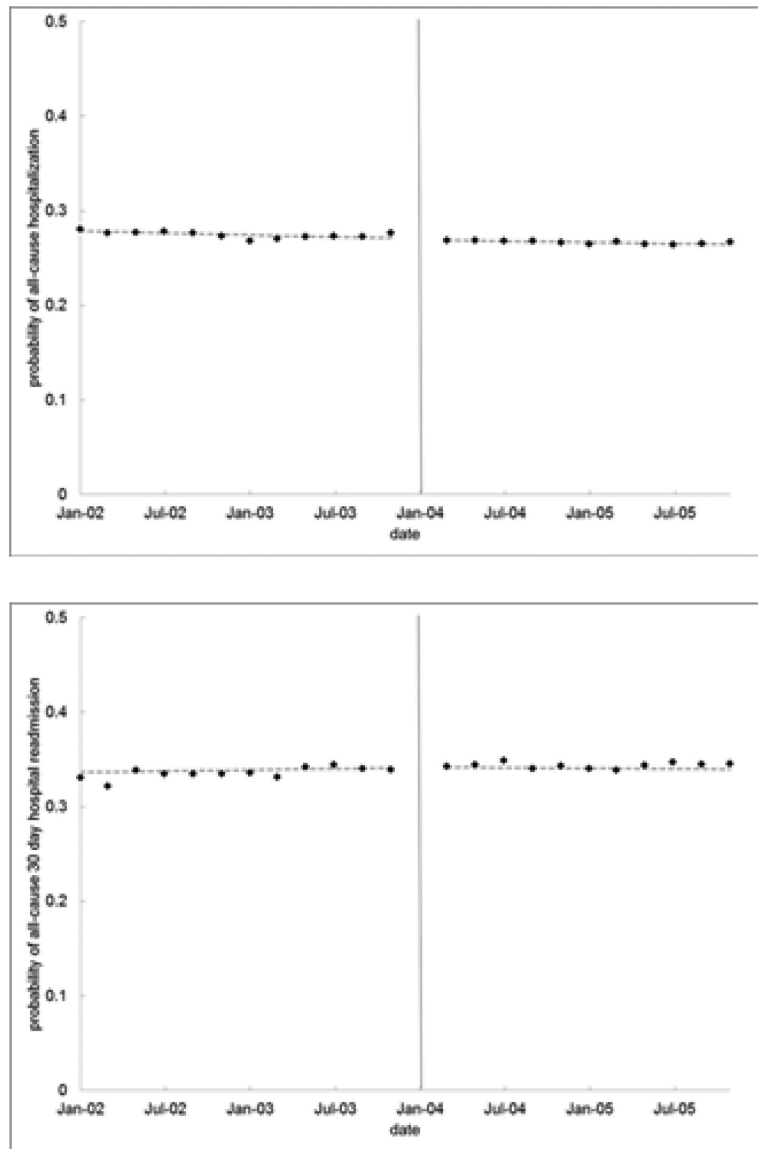 0.5
0.4
0.3
0.2
0.1
0
probability of all-cause hospitalization
Jan-02 Jul-02 Jan-03 Jul-03 Jan-04 Jul-04 Jan-05 Jul-05
date
0.5
0.4
0.3
0.2
0.1
0
probability of all-cause 30 day hospital readmission
Jan-02 Jul-02 Jan-03 Jul-03 Jan-04 Jul-04 Jan-05 Jul-05
date